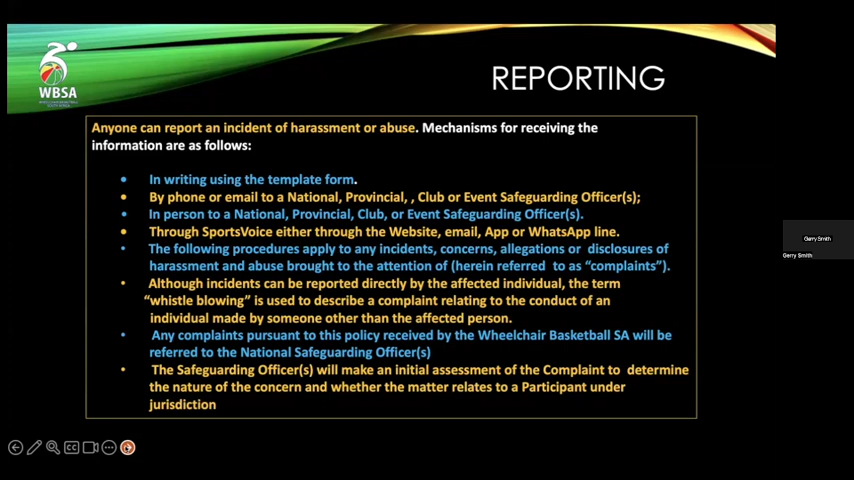 WBSA
REPORTING
Anyone can report an incident of harassment or abuse. Mechanisms for receiving the
information are as follows:
• In writing using the template form.
• By phone or email to a National, Provincial, , Club or Event Safeguarding Officer(s);
• In person to a National, Provincial, Club, or Event Safeguarding Officer(s).
• Through SportsVoice either through the Website, email, App or WhatsApp line.
• The following procedures apply to any incidents, concerns, allegations or disclosures of
harassment and abuse brought to the attention of (herein referred to as “complaints”).
• Although incidents can be reported directly by the affected individual, the term
“whistle blowing” is used to describe a complaint relating to the conduct of an
individual made by someone other than the affected person.
• Any complaints pursuant to this policy received by the Wheelchair Basketball SA will be
referred to the National Safeguarding Officer(s)
• The Safeguarding Officer(s) will make an initial assessment of the Complaint to determine
the nature of the concern and whether the matter relates to a Participant under
jurisdiction
Gerry Smith
Gerry Smith
CC